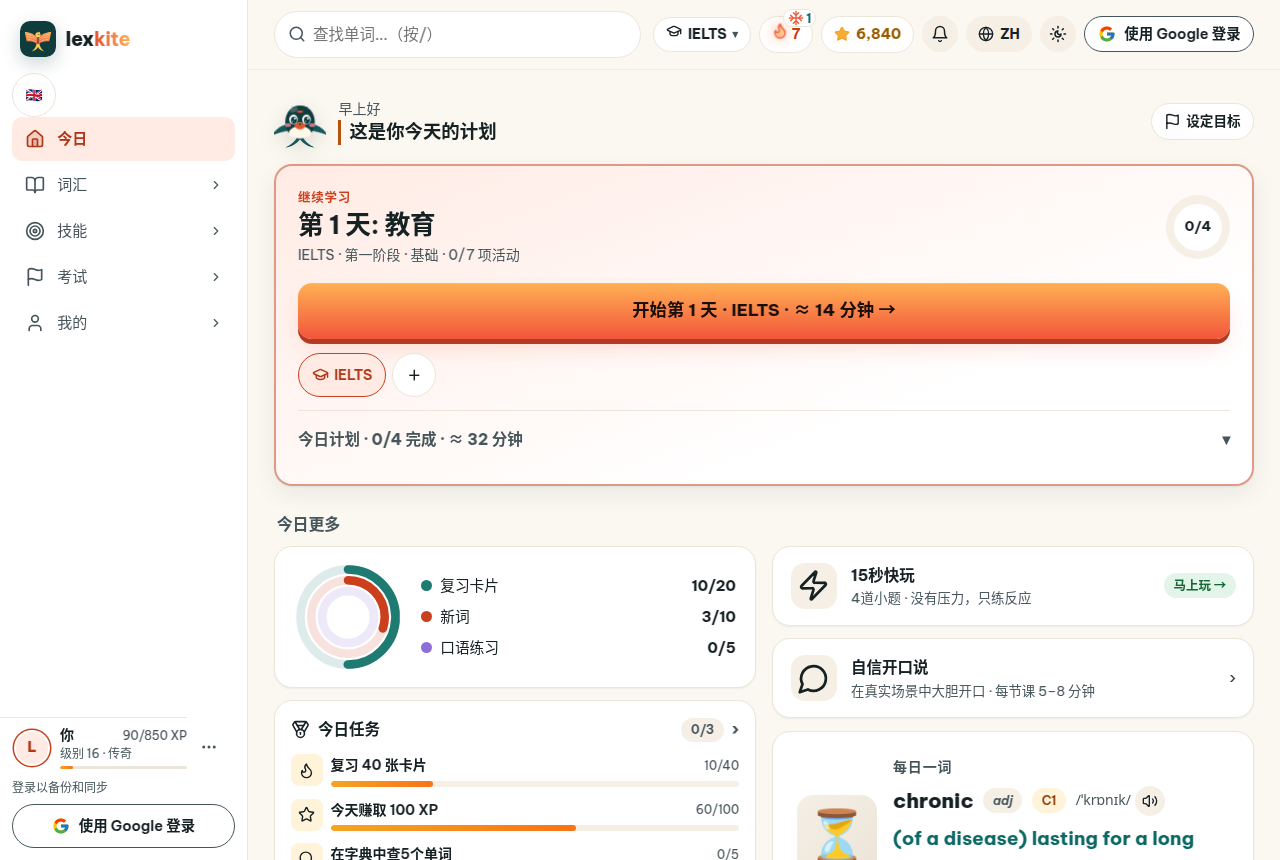 lexkite
今日
词汇
技能
考试
我的
L
你
90/850 XP
级别 16 · 传奇
登录以备份和同步
使用 Google 登录
查找单词...（按/）
IELTS ▾
7
1
6,840
ZH
使用 Google 登录
早上好
这是你今天的计划
设定目标
继续学习
第 1 天: 教育
IELTS · 第一阶段 · 基础 · 0/7 项活动
0/4
开始第 1 天 · IELTS · ≈ 14 分钟 →
IELTS
+
今日计划 · 0/4 完成 · ≈ 32 分钟
▾
今日更多
复习卡片 10/20
新词 3/10
口语练习 0/5
今日任务 0/3
复习 40 张卡片 10/40
今天赚取 100 XP 60/100
在字典中查5个单词 0/5
15秒快玩
4道小题 · 没有压力，只练反应
马上玩 →
自信开口说
在真实场景中大胆开口 · 每节课 5–8 分钟
每日一词
chronic adj C1 /ˈkrɒnɪk/
(of a disease) lasting for a long